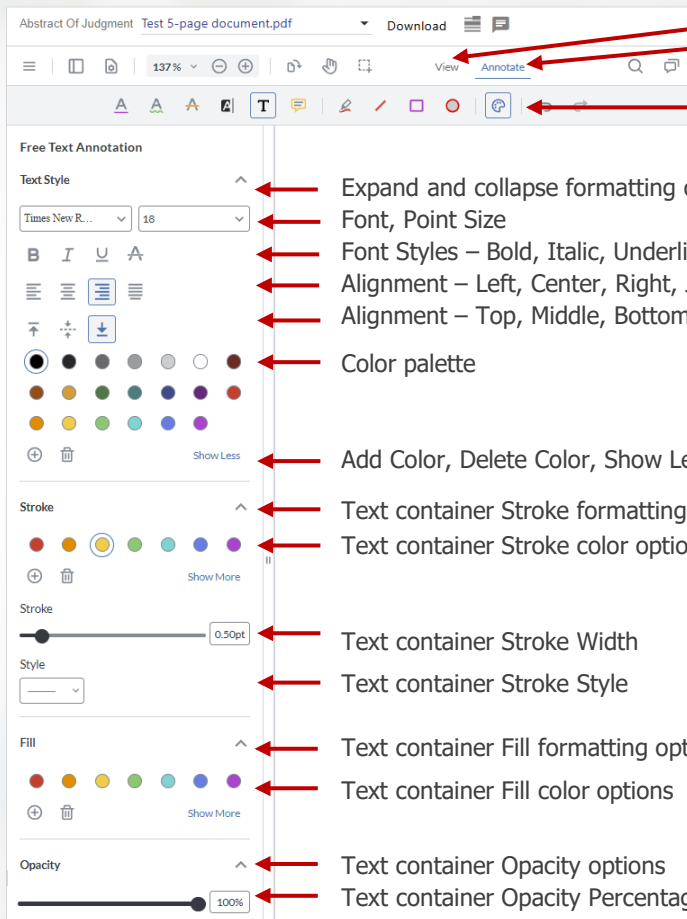 Abstract Of Judgment Test 5-page document.pdf Download
137 % View Annotate
A A A A T
Free Text Annotation
Text Style
Expand and collapse formatting
Times New R... 18
Font, Point Size
B I U A
Font Styles – Bold, Italic, Underli
Alignment – Left, Center, Right,
Alignment – Top, Middle, Bottom
Color palette
Show Less
Add Color, Delete Color, Show Le
Stroke
Text container Stroke formatting
Text container Stroke color optio
Show More
Stroke
0.50pt
Text container Stroke Width
Style
Text container Stroke Style
Fill
Text container Fill formatting opt
Text container Fill color options
Show More
Opacity
Text container Opacity options
100%
Text container Opacity Percentag